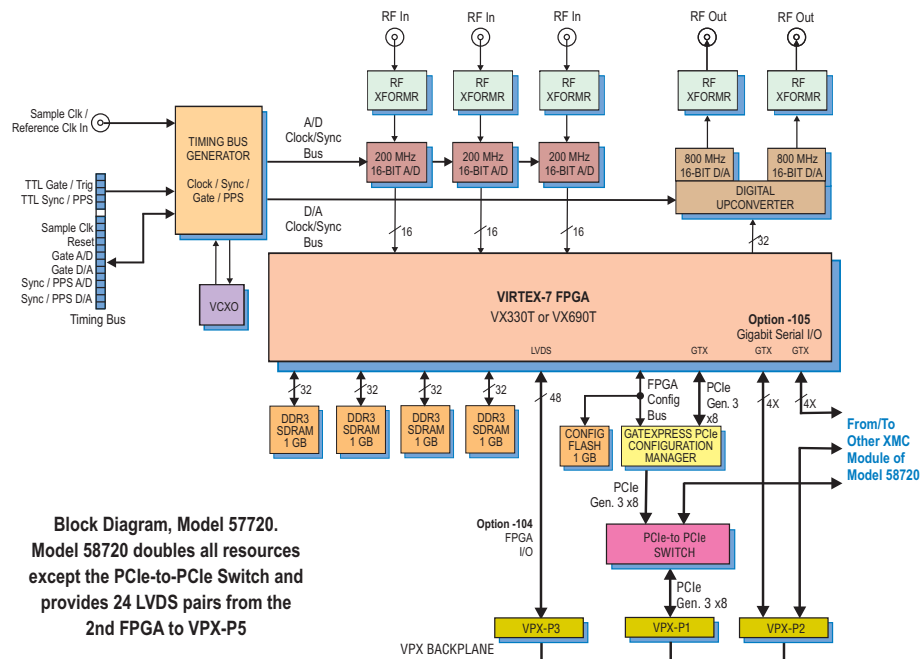 RF In
RF In
RF In
RF Out
RF Out
RF
XFORMR
RF
XFORMR
RF
XFORMR
RF
XFORMR
RF
XFORMR
Sample Clk /
Reference Clk In
TIMING BUS
GENERATOR
Clock / Sync /
Gate / PPS
A/D
Clock/Sync
Bus
200 MHz
16-BIT A/D
200 MHz
16-BIT A/D
200 MHz
16-BIT A/D
800 MHz
16-BIT D/A
800 MHz
16-BIT D/A
DIGITAL
UPCONVERTER
TTL Gate / Trig
TTL Sync / PPS
Sample Clk
Reset
Gate A/D
Gate D/A
Sync / PPS A/D
Sync / PPS D/A
Timing Bus
D/A
Clock/Sync
Bus
16
16
16
32
VCXO
VIRTEX-7 FPGA
VX330T or VX690T
Option -105
Gigabit Serial I/O
LVDS
GTX
GTX
GTX
32
32
32
32
48
FPGA
Config
Bus
PCIe
Gen. 3
x8
4X
4X
DDR3
SDRAM
1 GB
DDR3
SDRAM
1 GB
DDR3
SDRAM
1 GB
DDR3
SDRAM
1 GB
CONFIG
FLASH
1 GB
GATEXPRESS PCIe
CONFIGURATION
MANAGER
From/To
Other XMC
Module of
Model 58720
PCIe
Gen. 3 x8
Option -104
FPGA
I/O
PCIe-to PCIe
SWITCH
PCIe
Gen. 3 x8
Block Diagram, Model 57720.
Model 58720 doubles all resources
except the PCIe-to-PCIe Switch and
provides 24 LVDS pairs from the
2nd FPGA to VPX-P5
VPX-P3
VPX-P1
VPX-P2
VPX BACKPLANE